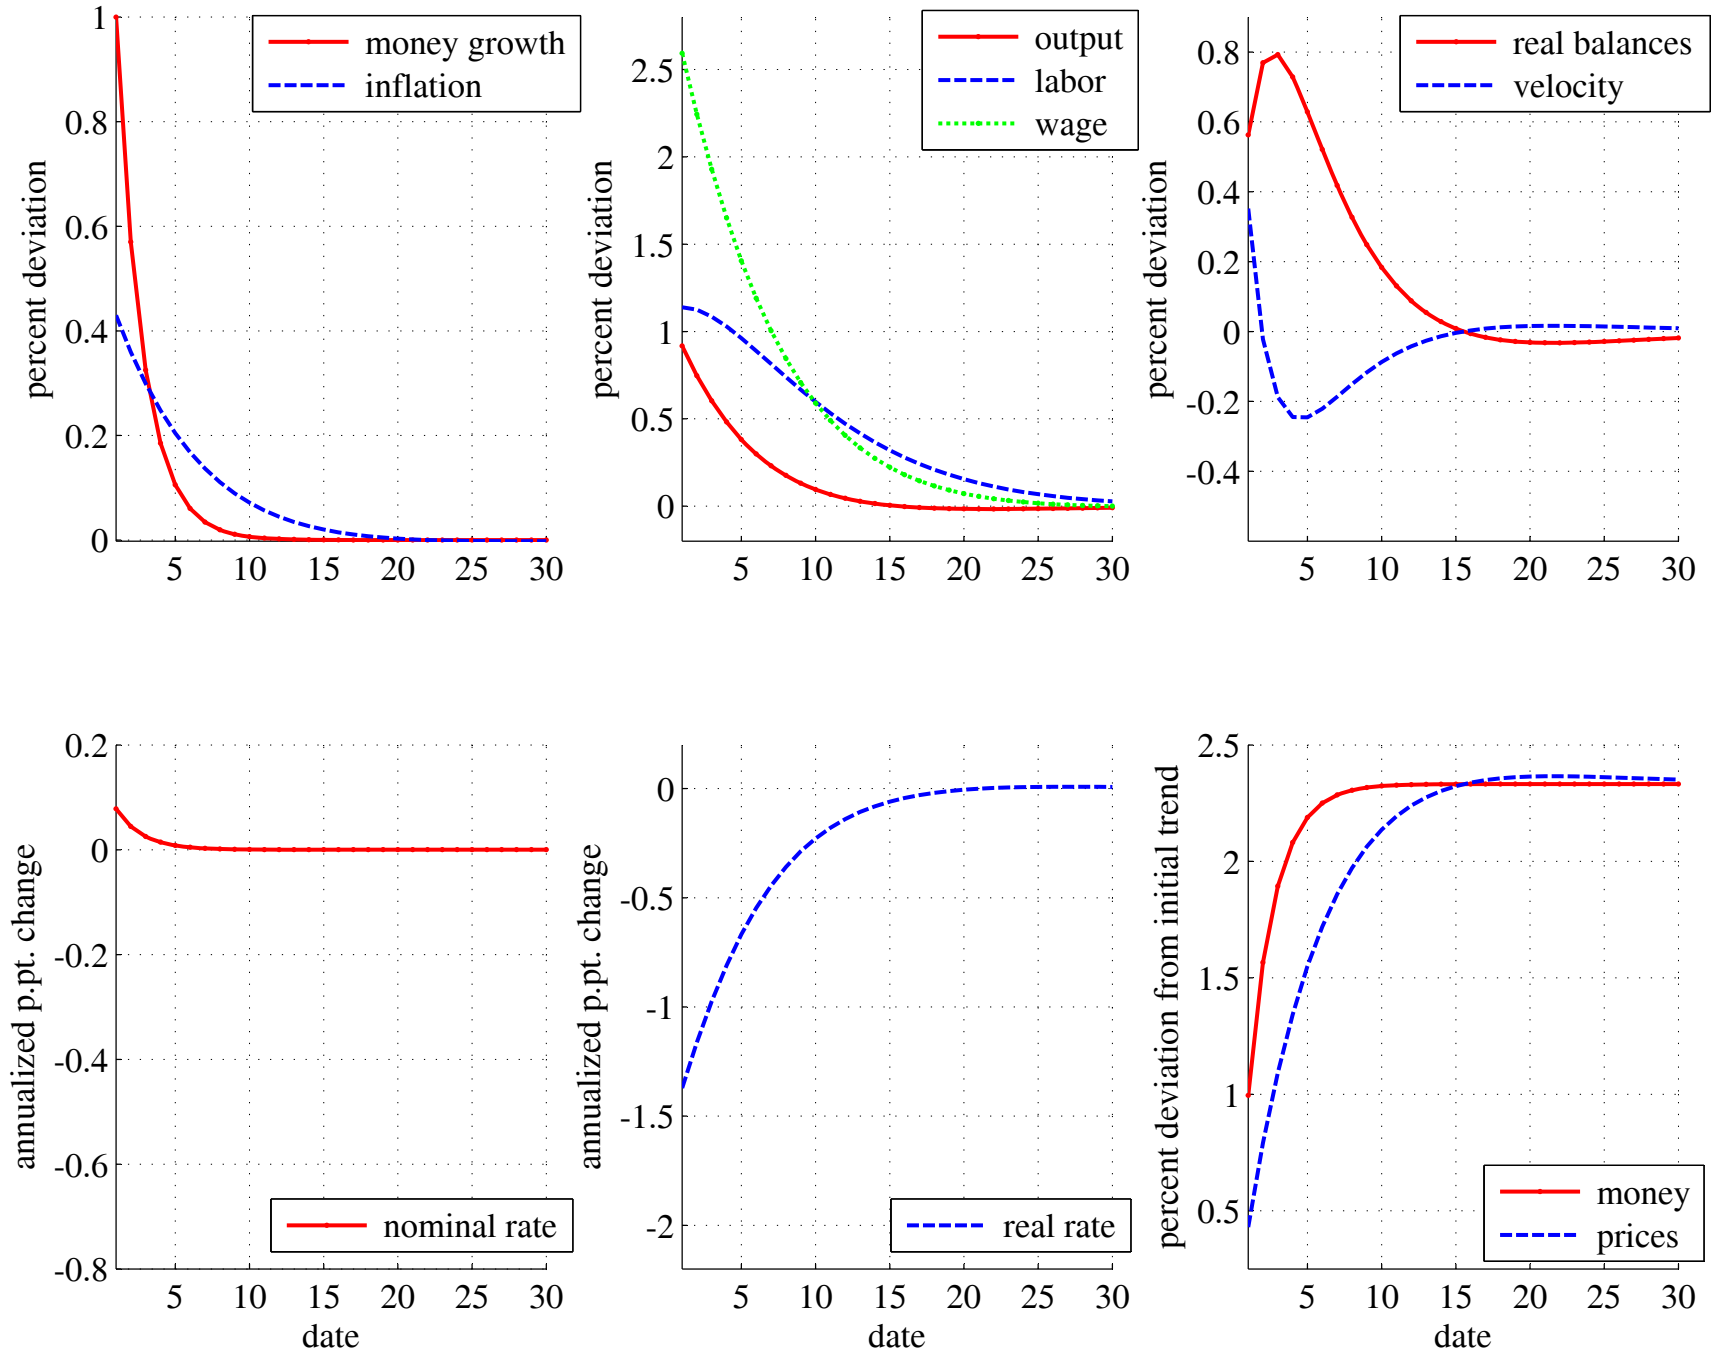 percent deviation
1
0.8
0.6
0.4
0.2
0
5 10 15 20 25 30
money growth
inflation
percent deviation
2.5
2
1.5
1
0.5
0
5 10 15 20 25 30
output
labor
wage
percent deviation
0.8
0.6
0.4
0.2
0
-0.2
-0.4
5 10 15 20 25 30
real balances
velocity
annualized p.pt. change
0.2
0
-0.2
-0.4
-0.6
-0.8
5 10 15 20 25 30
date
nominal rate
annualized p.pt. change
0
-0.5
-1
-1.5
-2
5 10 15 20 25 30
date
real rate
percent deviation from initial trend
2.5
2
1.5
1
0.5
5 10 15 20 25 30
date
money
prices